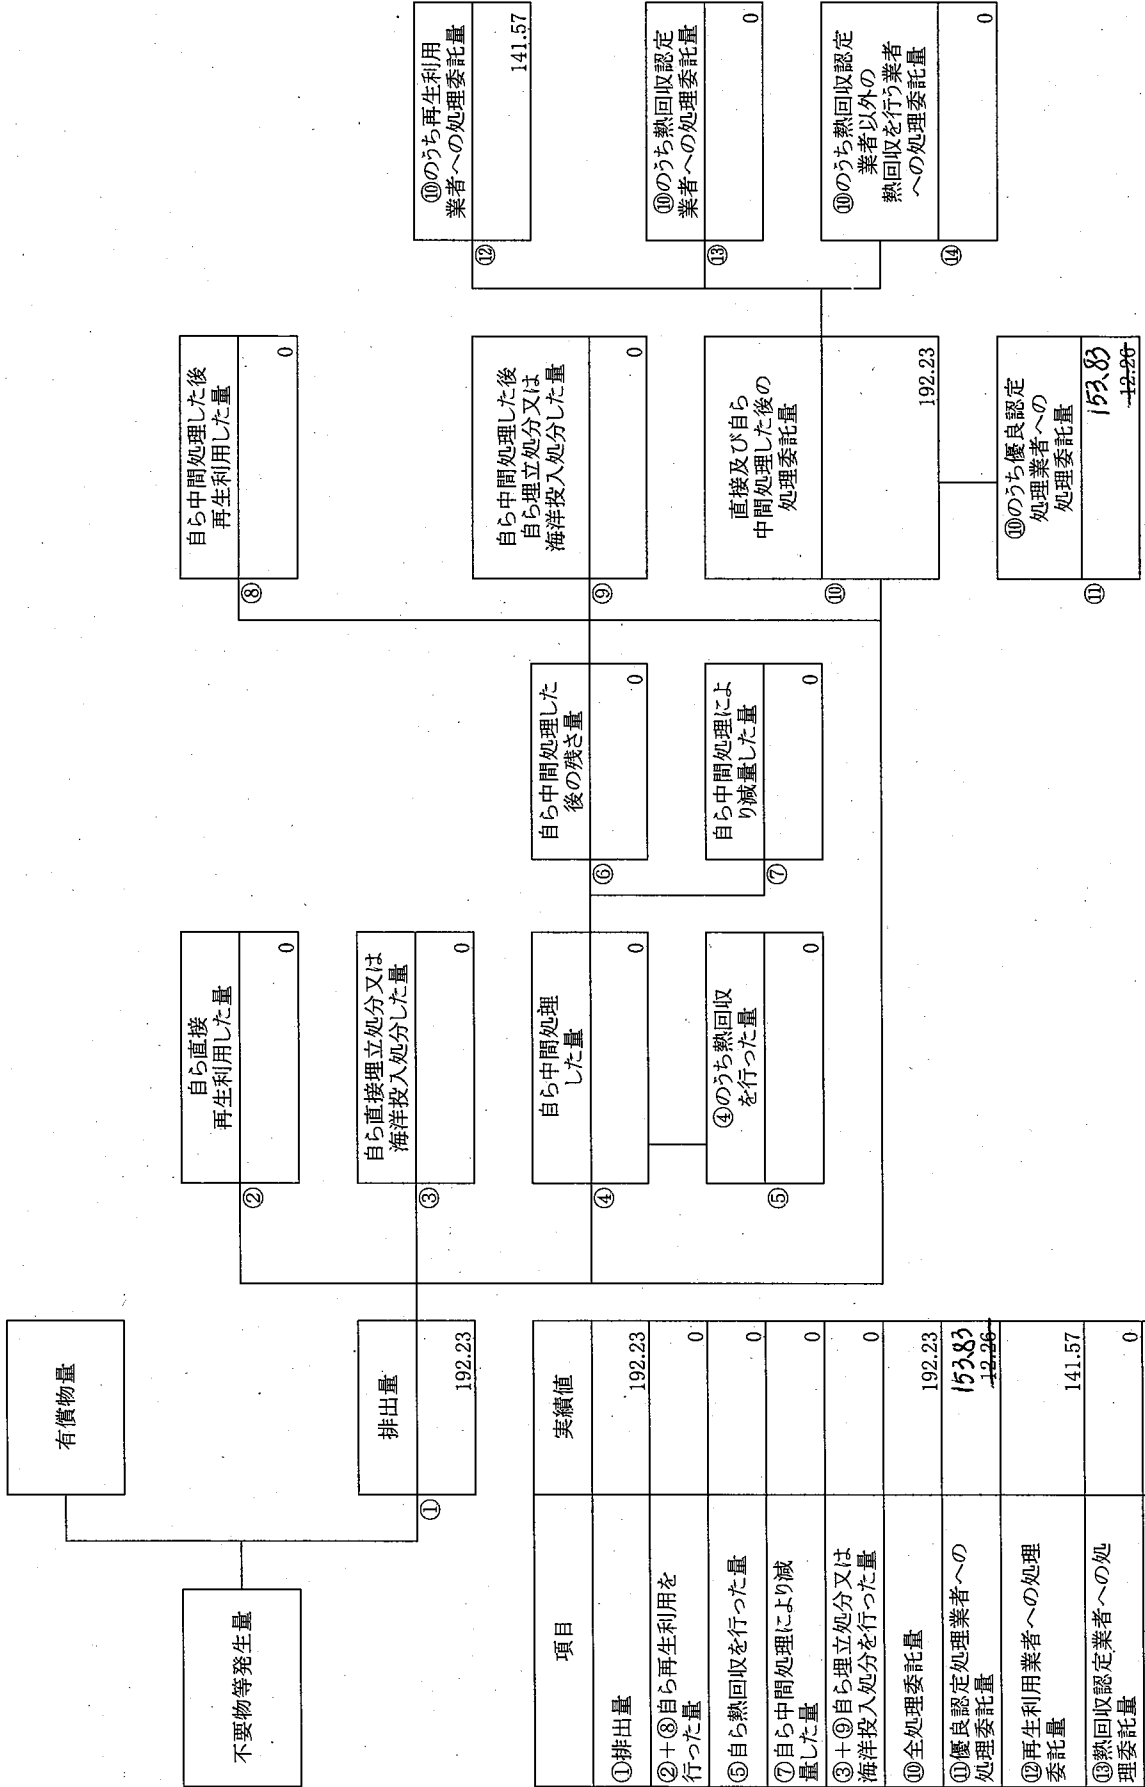 不要物等発生量
有償物量
排出量
①
192.23
自ら直接
再生利用した量
②
0
自ら直接埋立処分又は
海洋投入処分した量
③
0
自ら中間処理
した量
④
0
④のうち熱回収
を行った量
⑤
0
自ら中間処理した
後の残さ量
⑥
0
自ら中間処理によ
り減量した量
⑦
0
自ら中間処理した後
再生利用した量
⑧
0
自ら中間処理した後
自ら埋立処分又は
海洋投入処分した量
⑨
0
直接及び自ら
中間処理した後の
処理委託量
⑩
192.23
⑩のうち優良認定
処理業者への
処理委託量
⑪
153.83
12.26
⑩のうち再生利用
業者への処理委託量
⑫
141.57
⑩のうち熱回収認定
業者への処理委託量
⑬
0
⑩のうち熱回収認定
業者以外の
熱回収を行う業者
への処理委託量
⑭
0
項目 実績値
①排出量 192.23
②+⑧自ら再生利用を
行った量 0
⑤自ら熱回収を行った量 0
⑦自ら中間処理により減
量した量 0
③+⑨自ら埋立処分又は
海洋投入処分を行った量 0
⑩全処理委託量 192.23
⑪優良認定処理業者への
処理委託量 153.83
12.26
⑫再生利用業者への処理
委託量 141.57
⑬熱回収認定業者への処
理委託量 0